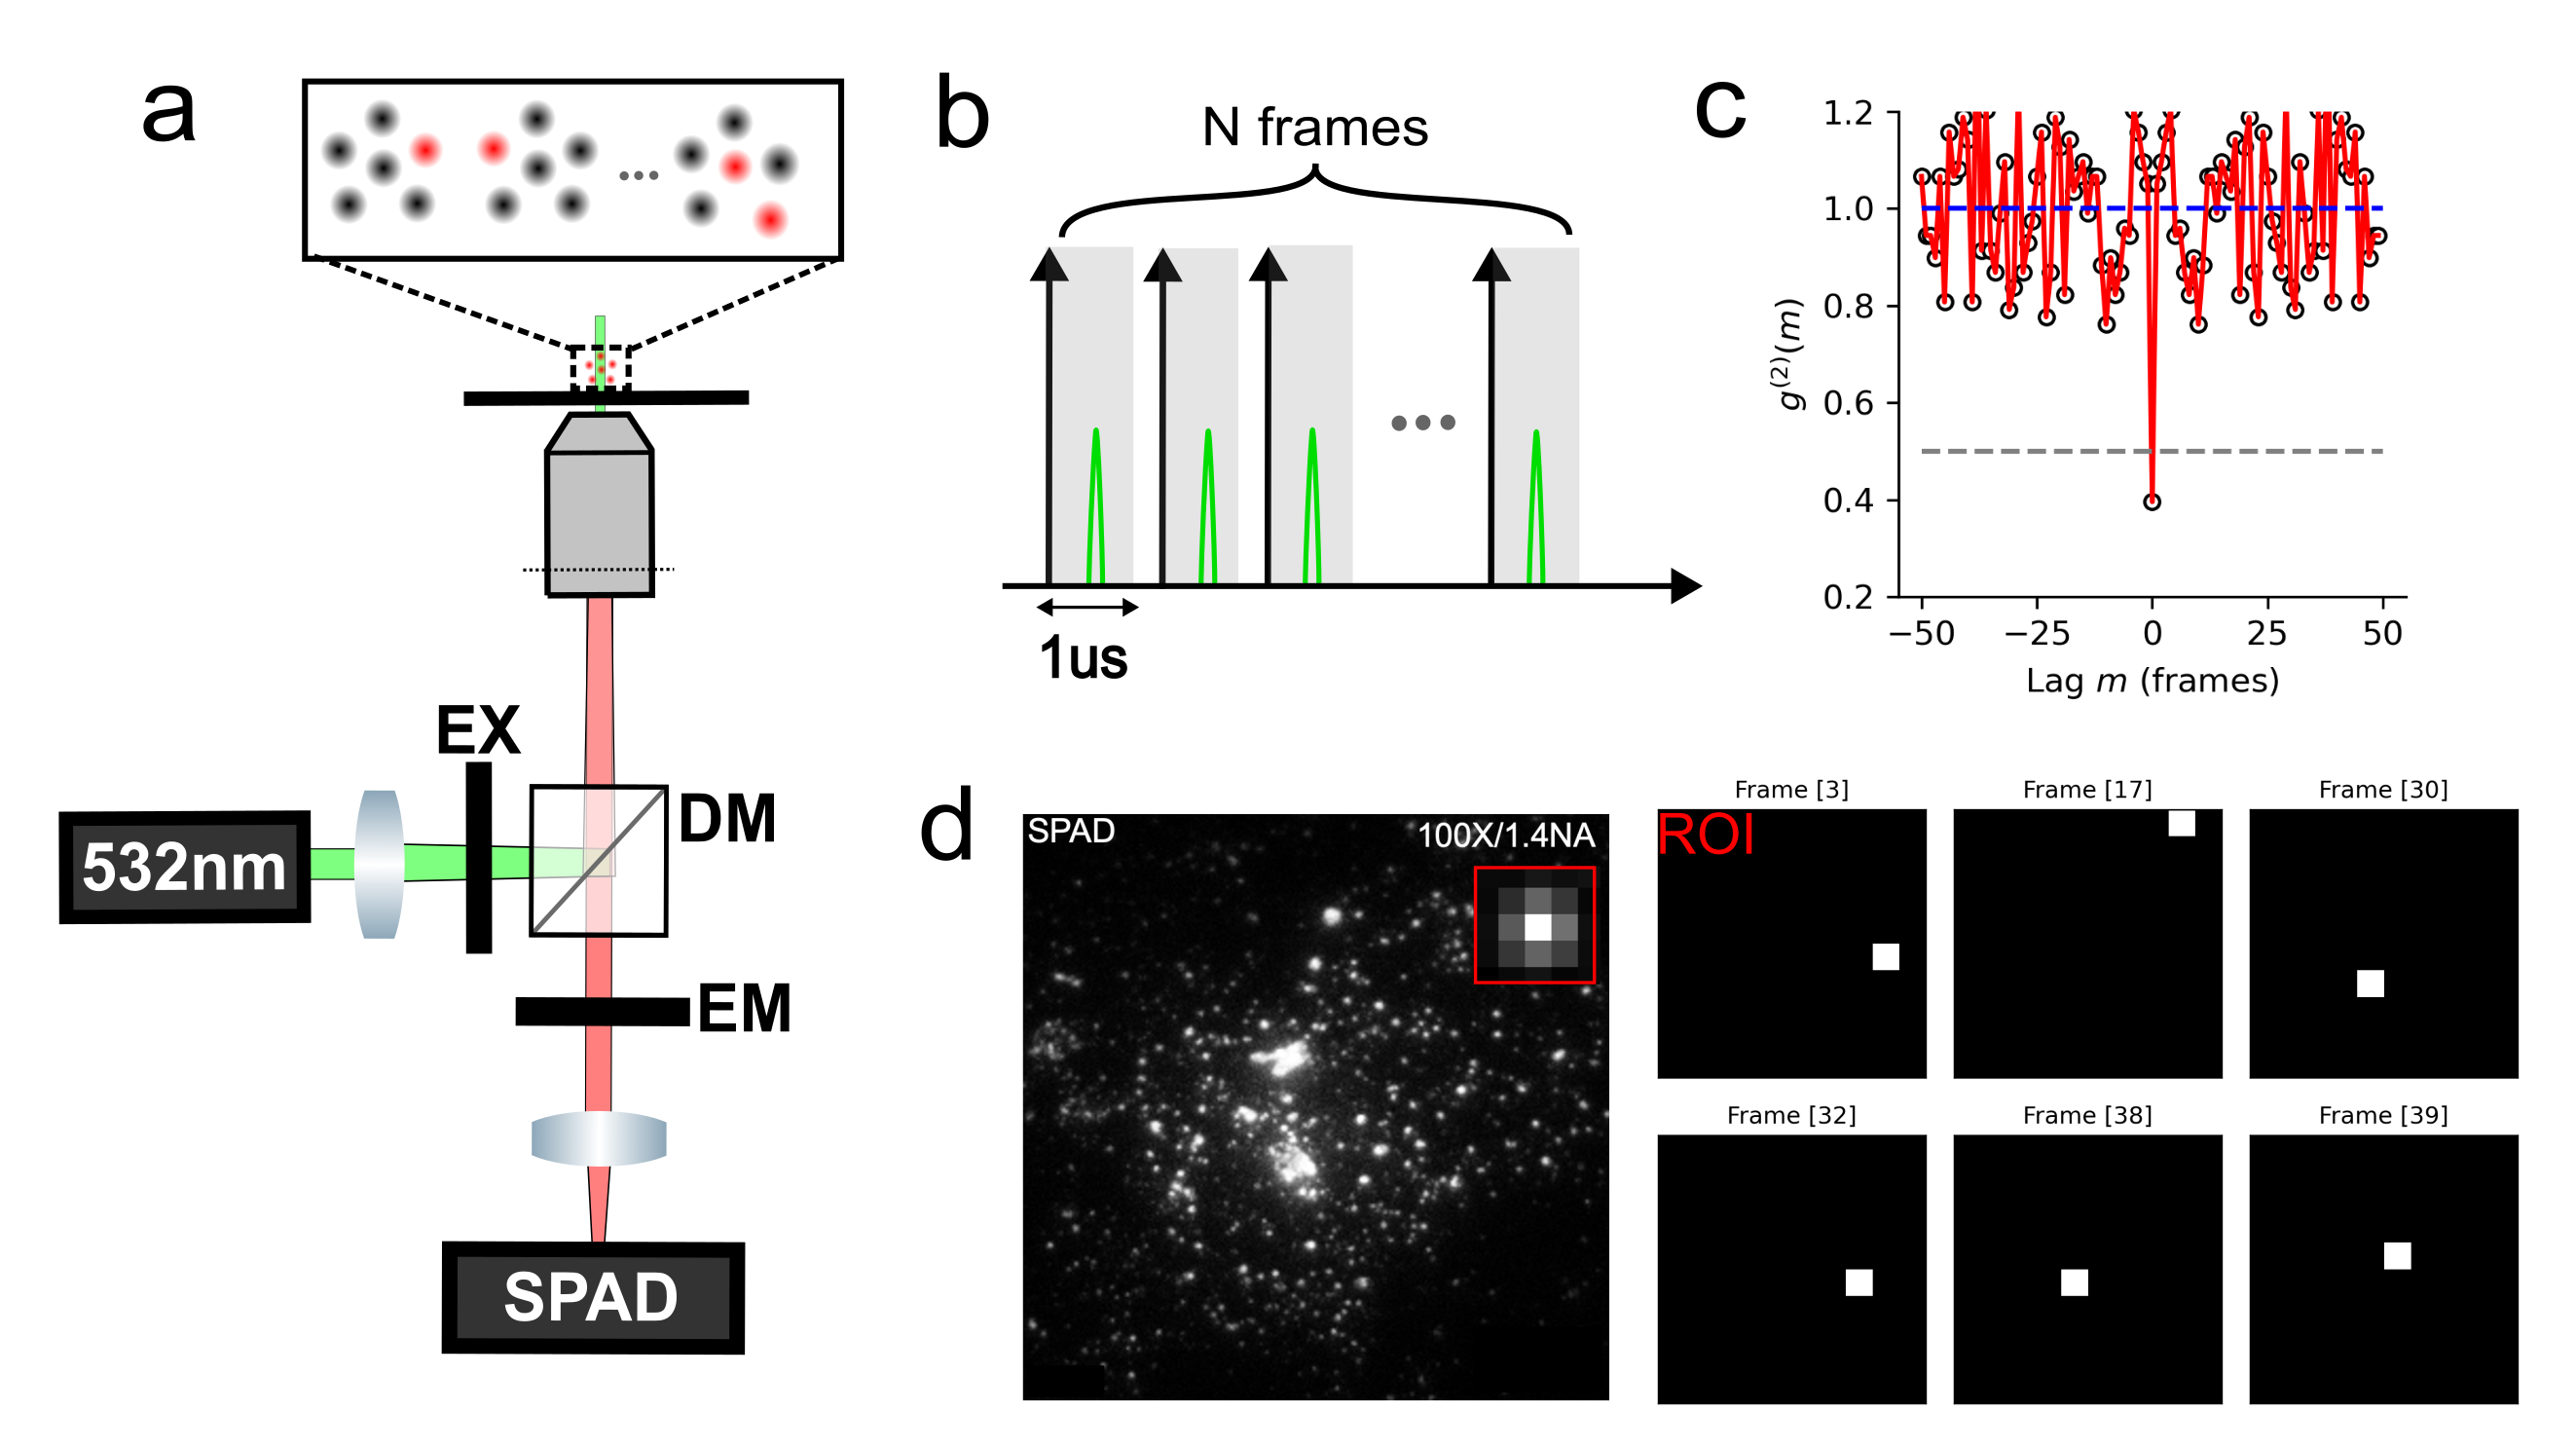 a
532nm
EX
DM
EM
SPAD
b
N frames
1us
c
g(2)(m)
1.2
1.0
0.8
0.6
0.4
0.2
−50
−25
0
25
50
Lag m (frames)
d
SPAD
100X/1.4NA
Frame [3]
Frame [17]
Frame [30]
ROI
Frame [32]
Frame [38]
Frame [39]